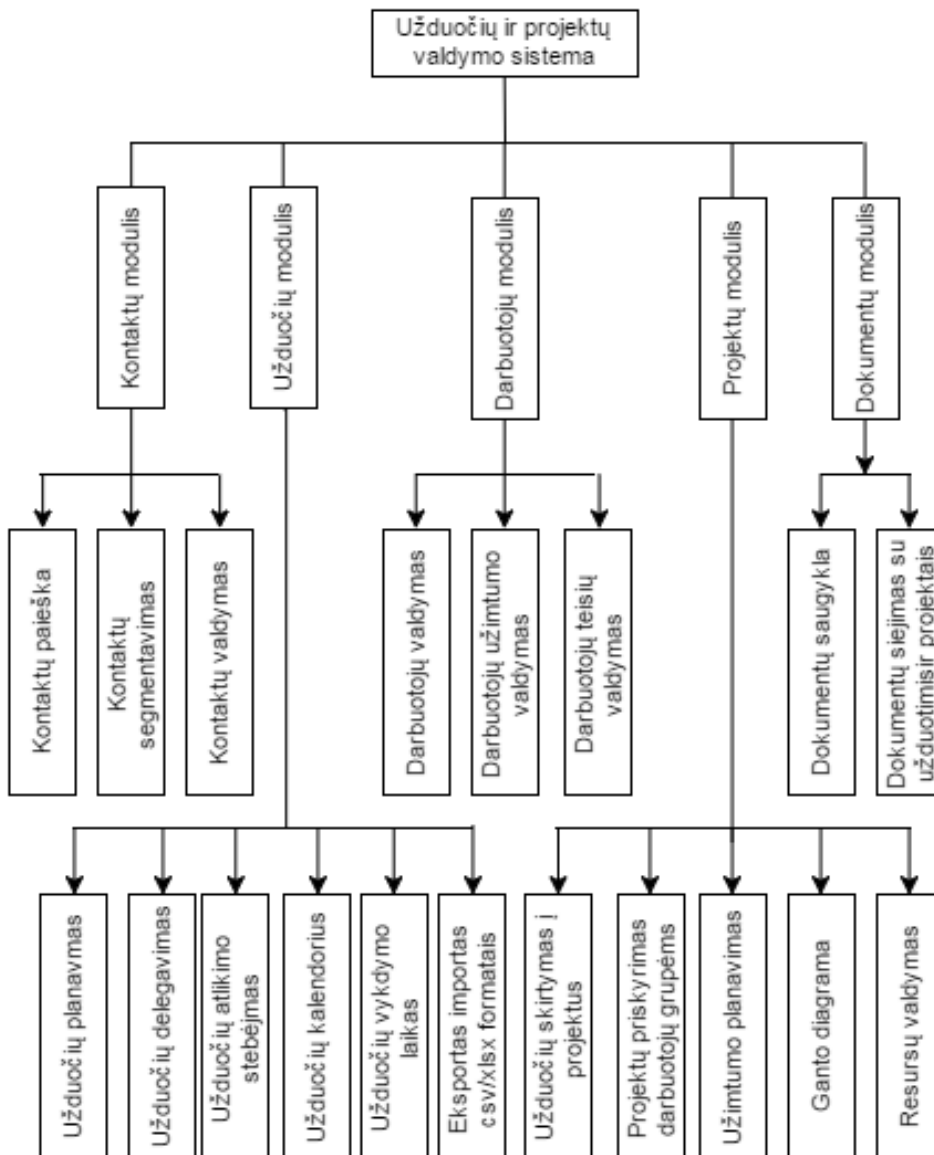 Užduočių ir projektų
valdymo sistema
Kontaktų modulis
Užduočių modulis
Darbuotojų modulis
Projektų modulis
Dokumentų modulis
Kontaktų paieška
Kontaktų
segmentavimas
Kontaktų valdymas
Darbuotojų valdymas
Darbuotojų užimtumo
valdymas
Darbuotojų teisių
valdymas
Dokumentų saugykla
Dokumentų siejimas su
užduotimisir projektais
Užduočių planavmas
Užduočių delegavimas
Užduočių atlikimo
stebėjmas
Užduočių kalendorius
Užduočių vykdymo
laikas
Eksportas importas
csv/xlsx formatais
Užduočių skirtymas į
projektus
Projektų priskyrimas
darbuotojų grupėms
Užimtumo planavimas
Ganto diagrama
Resursų valdymas